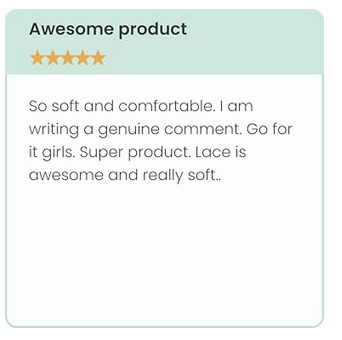 Awesome product
So soft and comfortable. I am
writing a genuine comment. Go for
it girls. Super product. Lace is
awesome and really soft..